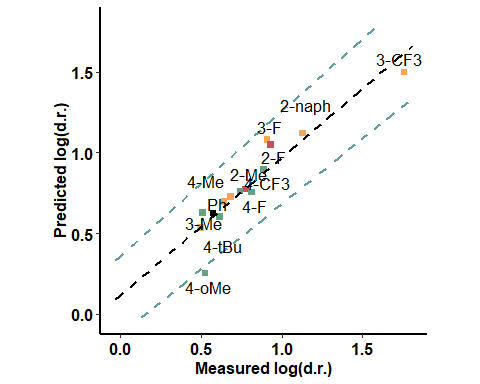 3-CF3
1.5
2-naph
3-F
1.0
2-F
2-Me
4-Me
4-CF3
Ph
4-F
3-Me
0.5
4-tBu
4-oMe
0.0
0.0 0.5 1.0 1.5
Measured log(d.r.)
Predicted log(d.r.)